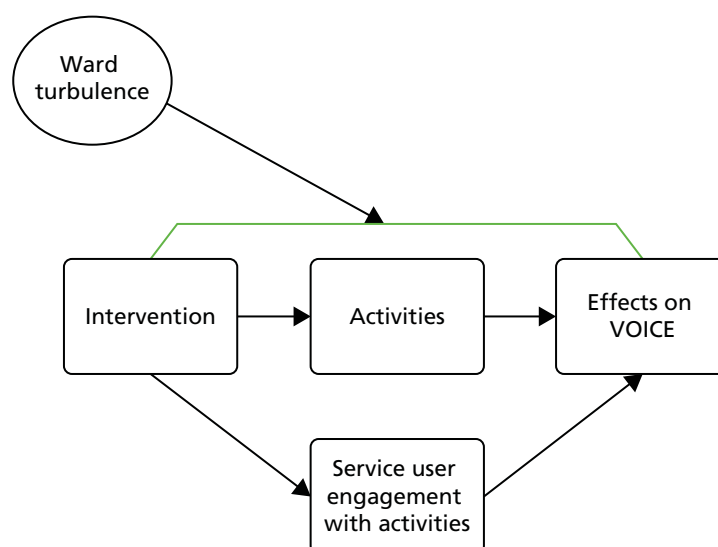 Ward
turbulence
Intervention
Activities
Effects on
VOICE
Service user
engagement
with activities